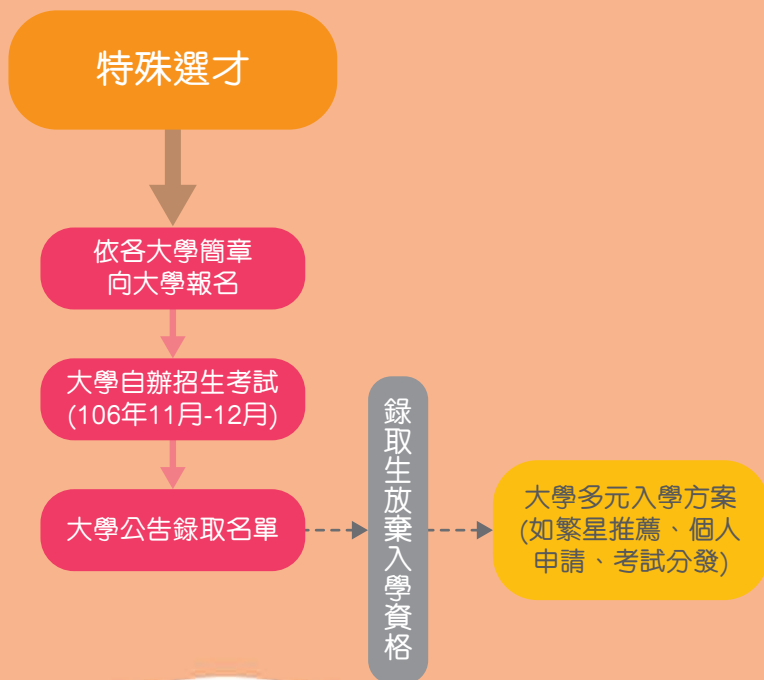 特殊選才
依各大學簡章
向大學報名
大學自辦招生考試
(106年11月-12月)
大學公告錄取名單
錄取生放棄入學資格
大學多元入學方案
(如繁星推薦、個人
申請、考試分發)